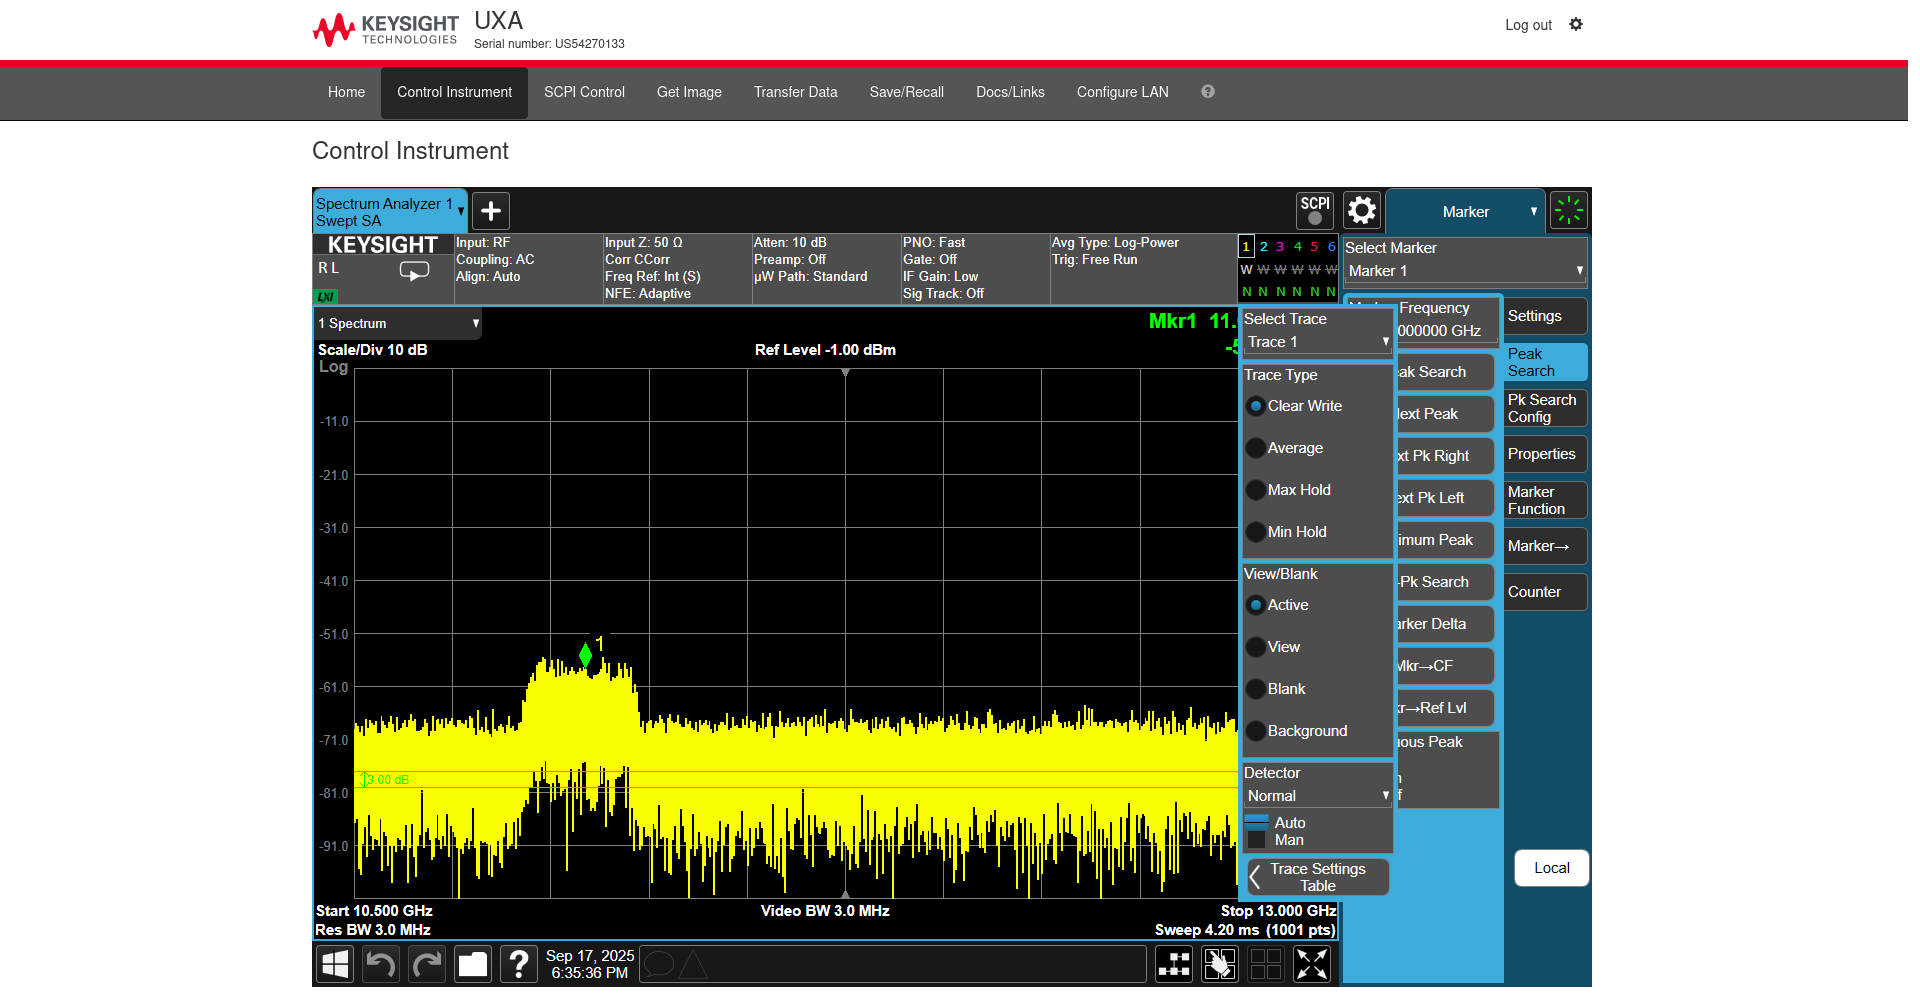 KEYSIGHT
TECHNOLOGIES
UXA
Serial number: US54270133
Log out
Home
Control Instrument
SCPI Control
Get Image
Transfer Data
Save/Recall
Docs/Links
Configure LAN
?
Control Instrument
Spectrum Analyzer 1
Swept SA
SCPI
Marker
KEYSIGHT
R L
LXI
Input: RF
Coupling: AC
Align: Auto
Input Z: 50 Ω
Corr CCorr
Freq Ref: Int (S)
NFE: Adaptive
Atten: 10 dB
Preamp: Off
µW Path: Standard
PNO: Fast
Gate: Off
IF Gain: Low
Sig Track: Off
Avg Type: Log-Power
Trig: Free Run
1 2 3 4 5 6
W W W W W W
N N N N N N
Select Marker
Marker 1
1 Spectrum
Mkr1 11.
-5
Scale/Div 10 dB
Ref Level -1.00 dBm
Log
-11.0
-21.0
-31.0
-41.0
-51.0
-61.0
-71.0
-81.0
-91.0
1
3.00 dB
Start 10.500 GHz
Video BW 3.0 MHz
Stop 13.000 GHz
Res BW 3.0 MHz
Sweep 4.20 ms (1001 pts)
Select Trace
Trace 1
Trace Type
Clear Write
Average
Max Hold
Min Hold
View/Blank
Active
View
Blank
Background
Detector
Normal
Auto
Man
Trace Settings
Table
Frequency
000000 GHz
ak Search
ext Peak
xt Pk Right
ext Pk Left
imum Peak
-Pk Search
arker Delta
Mkr→CF
r→Ref Lvl
uous Peak
n
f
Settings
Peak
Search
Pk Search
Config
Properties
Marker
Function
Marker→
Counter
Local
?
Sep 17, 2025
6:35:36 PM